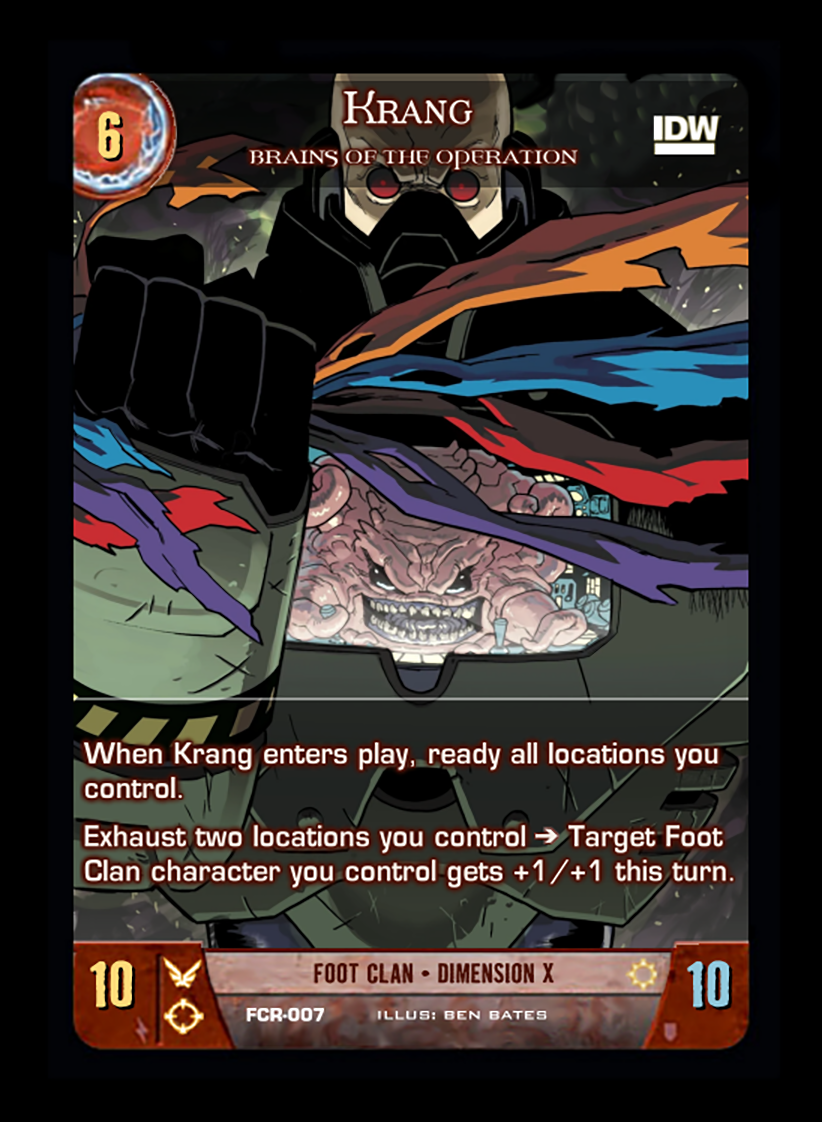 6
KRANG
IDW
BRAINS OF THE OPERATION
When Krang enters play, ready all locations you
control.
Exhaust two locations you control → Target Foot
Clan character you control gets +1/+1 this turn.
10
FOOT CLAN • DIMENSION X
10
FCR-007 ILLUS: BEN BATES